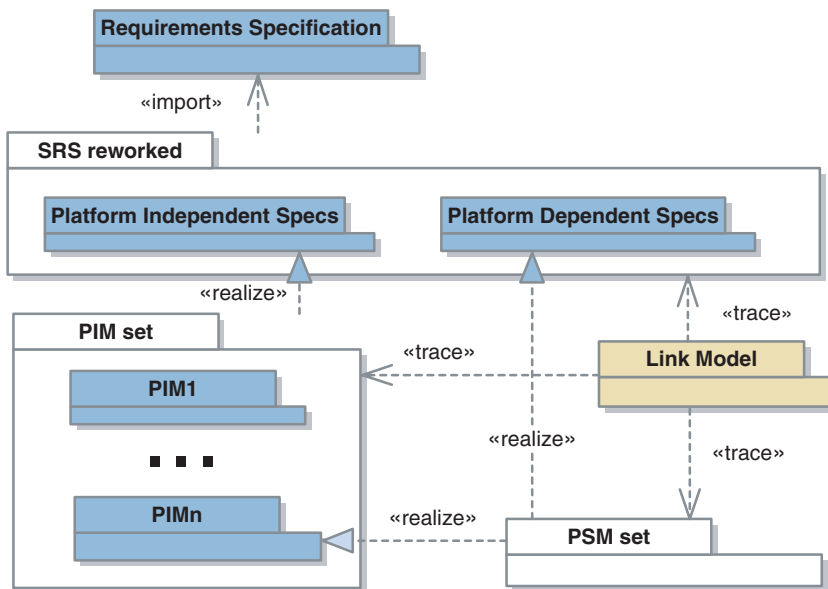 Requirements Specification
«import»
SRS reworked
Platform Independent Specs
Platform Dependent Specs
«realize»
«trace»
PIM set
«trace»
Link Model
PIM1
«realize»
«trace»
PIMn
«realize»
PSM set